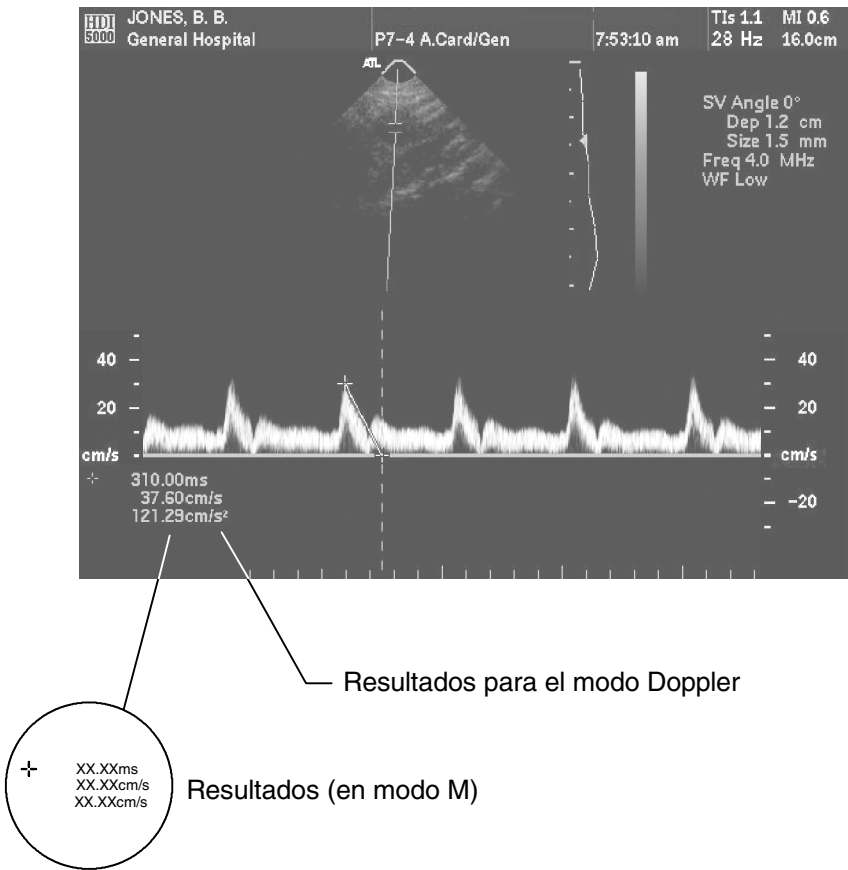 HDI JONES, B. B. TIs 1.1 MI 0.6
5000 General Hospital P7-4 A.Card/Gen 7:53:10 am 28 Hz 16.0cm
ATL
SV Angle 0°
Dep 1.2 cm
Size 1.5 mm
Freq 4.0 MHz
WF Low
40 40
20 20
cm/s cm/s
-20
310.00ms
37.60cm/s
121.29cm/s²
Resultados para el modo Doppler
XX.XXms
XX.XXcm/s
XX.XXcm/s
Resultados (en modo M)